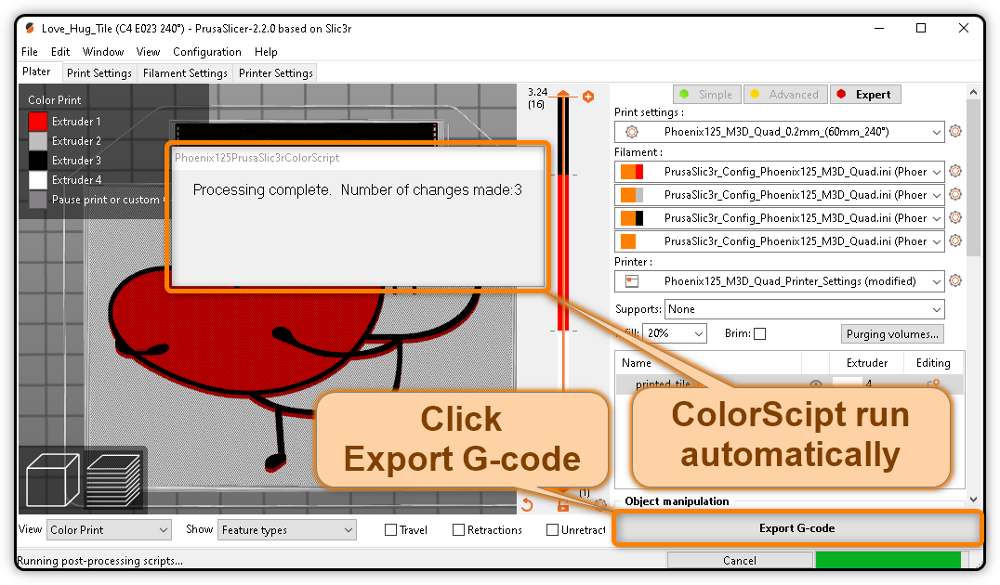 Love_Hug_Tile (C4 E023 240°) - PrusaSlicer-2.2.0 based on Slic3r
File Edit Window View Configuration Help
Plater Print Settings Filament Settings Printer Settings
Color Print
Extruder 1
Extruder 2
Extruder 3
Extruder 4
Pause print or custom
Phoenix125PrusaSlic3rColorScript
Processing complete. Number of changes made:3
3.24
(16)
Simple Advanced Expert
Print settings :
Phoenix125_M3D_Quad_0.2mm_(60mm_240°)
Filament :
PrusaSlic3r_Config_Phoenix125_M3D_Quad.ini (Phoer
PrusaSlic3r_Config_Phoenix125_M3D_Quad.ini (Phoer
PrusaSlic3r_Config_Phoenix125_M3D_Quad.ini (Phoer
PrusaSlic3r_Config_Phoenix125_M3D_Quad.ini (Phoer
Printer :
Phoenix125_M3D_Quad_Printer_Settings (modified)
Supports: None
fill: 20% Brim: Purging volumes...
Name Extruder Editing
printed_tile 4
Click
Export G-code
ColorScipt run
automatically
(1)
Object manipulation
Export G-code
View Color Print Show Feature types Travel Retractions Unretract
Running post-processing scripts... Cancel